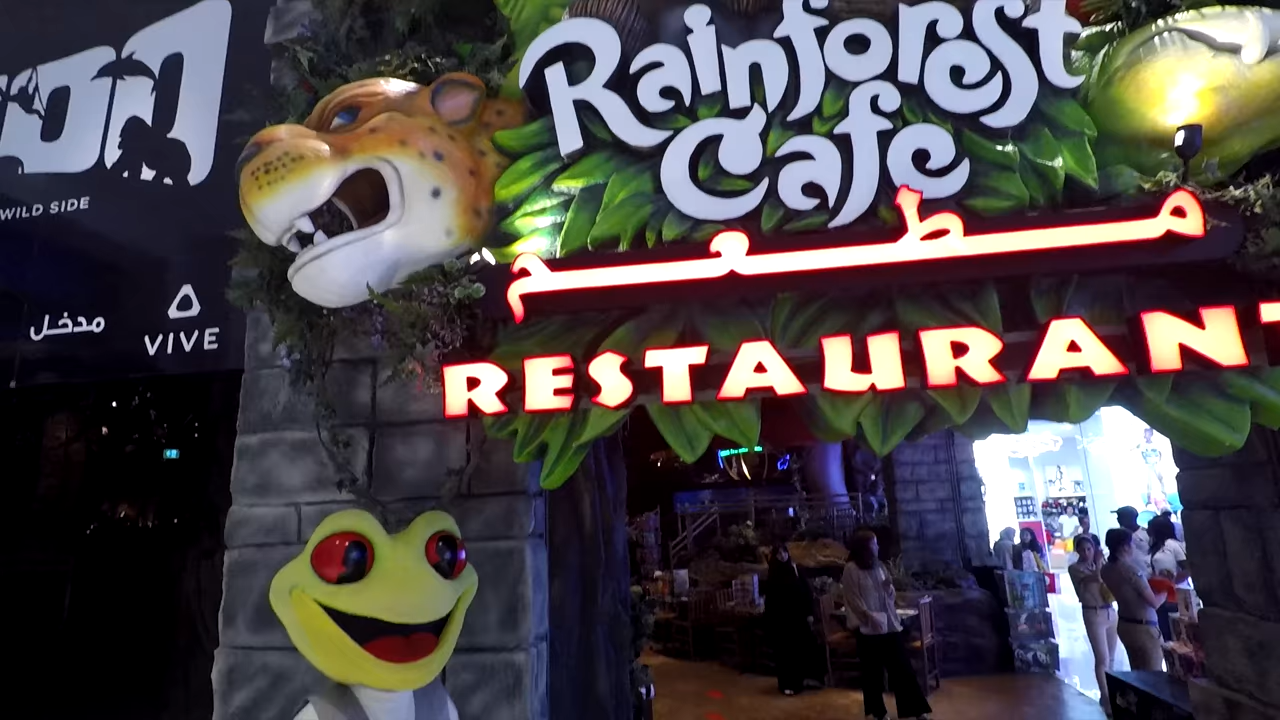 WILD SIDE
مدخل
VIVE
Rainforest
Cafe
مطعم
RESTAURANT